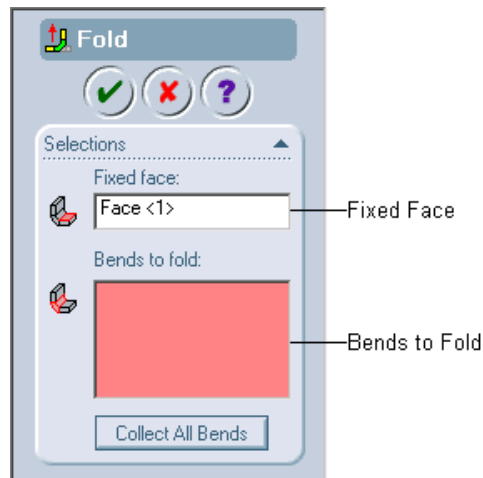 Fold
?
Selections
Fixed face:
Face <1>
Fixed Face
Bends to fold:
Bends to Fold
Collect All Bends